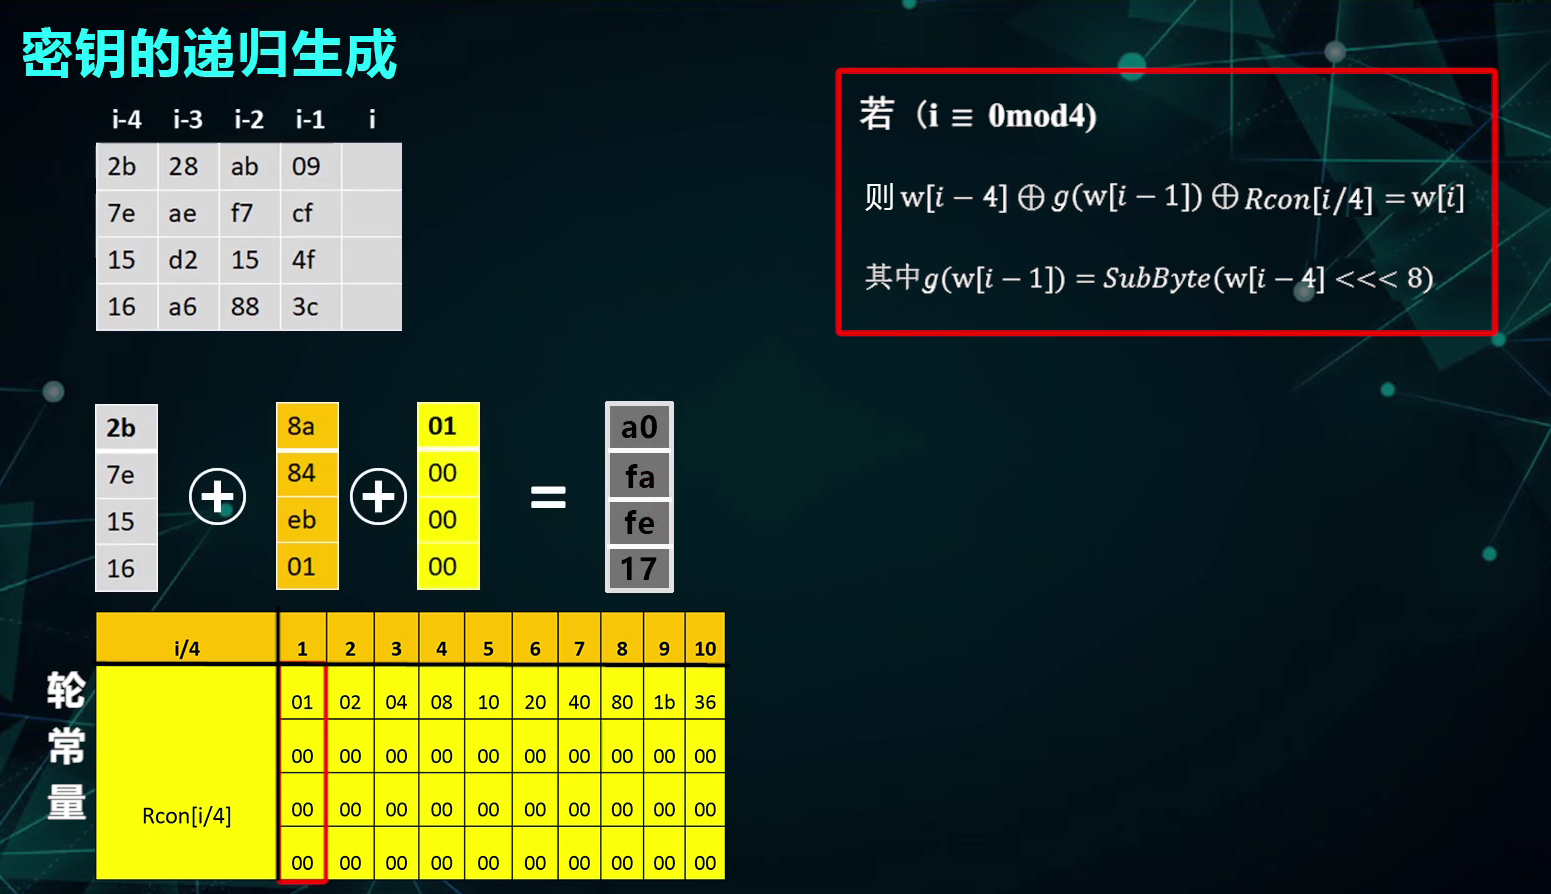 密钥的递归生成
i-4 i-3 i-2 i-1 i
2b 28 ab 09
7e ae f7 cf
15 d2 15 4f
16 a6 88 3c
若（i ≡ 0mod4)
则 w[i − 4] ⊕ g(w[i − 1]) ⊕ Rcon[i/4] = w[i]
其中g(w[i − 1]) = SubByte(w[i − 4] <<< 8)
2b 8a 01 a0
7e 84 00 fa
+ + =
15 eb 00 fe
16 01 00 17
轮常量
i/4 1 2 3 4 5 6 7 8 9 10
01 02 04 08 10 20 40 80 1b 36
00 00 00 00 00 00 00 00 00 00
Rcon[i/4] 00 00 00 00 00 00 00 00 00 00
00 00 00 00 00 00 00 00 00 00